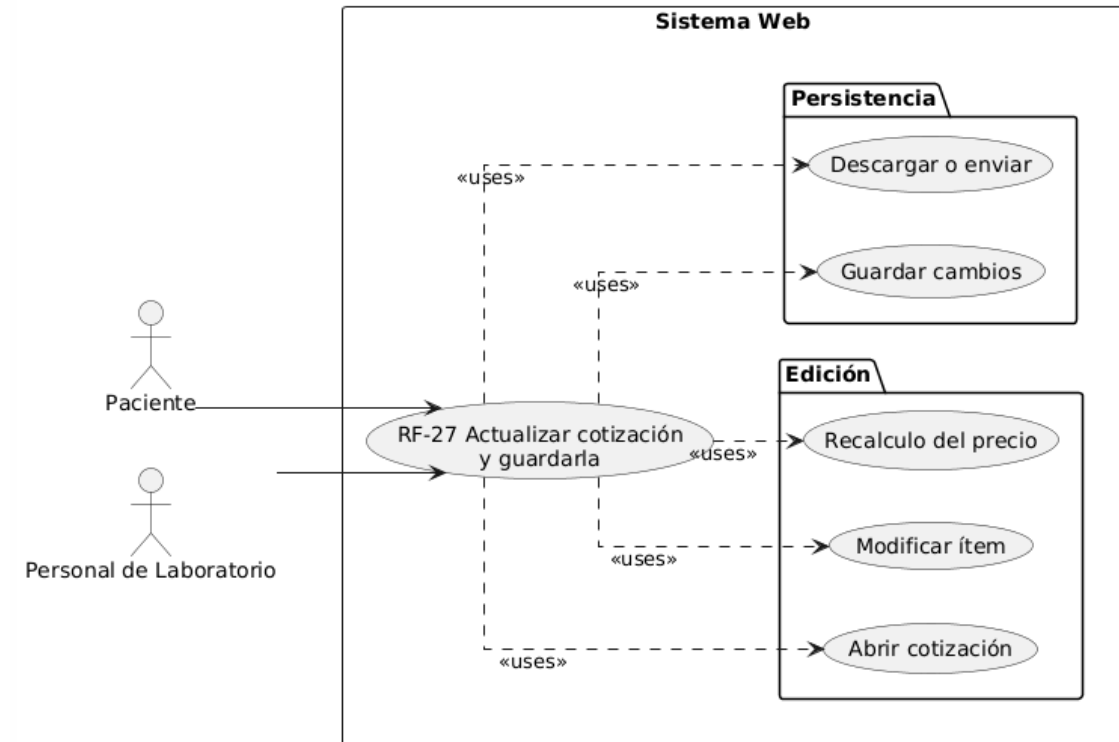 Sistema Web
Persistencia
Descargar o enviar
«uses»
Guardar cambios
«uses»
Paciente
Edición
RF-27 Actualizar cotización
y guardarla
Recalculo del precio
«uses»
Personal de Laboratorio
Modificar ítem
«uses»
Abrir cotización
«uses»